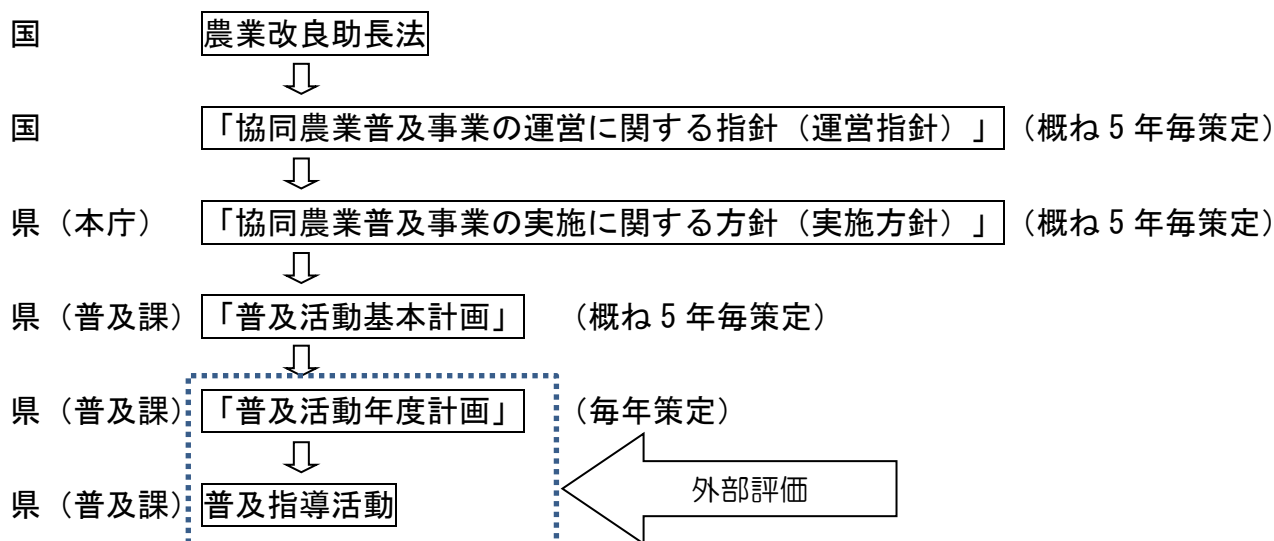 国 農業改良助長法
国 「協同農業普及事業の運営に関する指針（運営指針）」（概ね５年毎策定）
県（本庁） 「協同農業普及事業の実施に関する方針（実施方針）」（概ね５年毎策定）
県（普及課）「普及活動基本計画」 （概ね５年毎策定）
県（普及課）「普及活動年度計画」 （毎年策定）
外部評価
県（普及課）普及指導活動